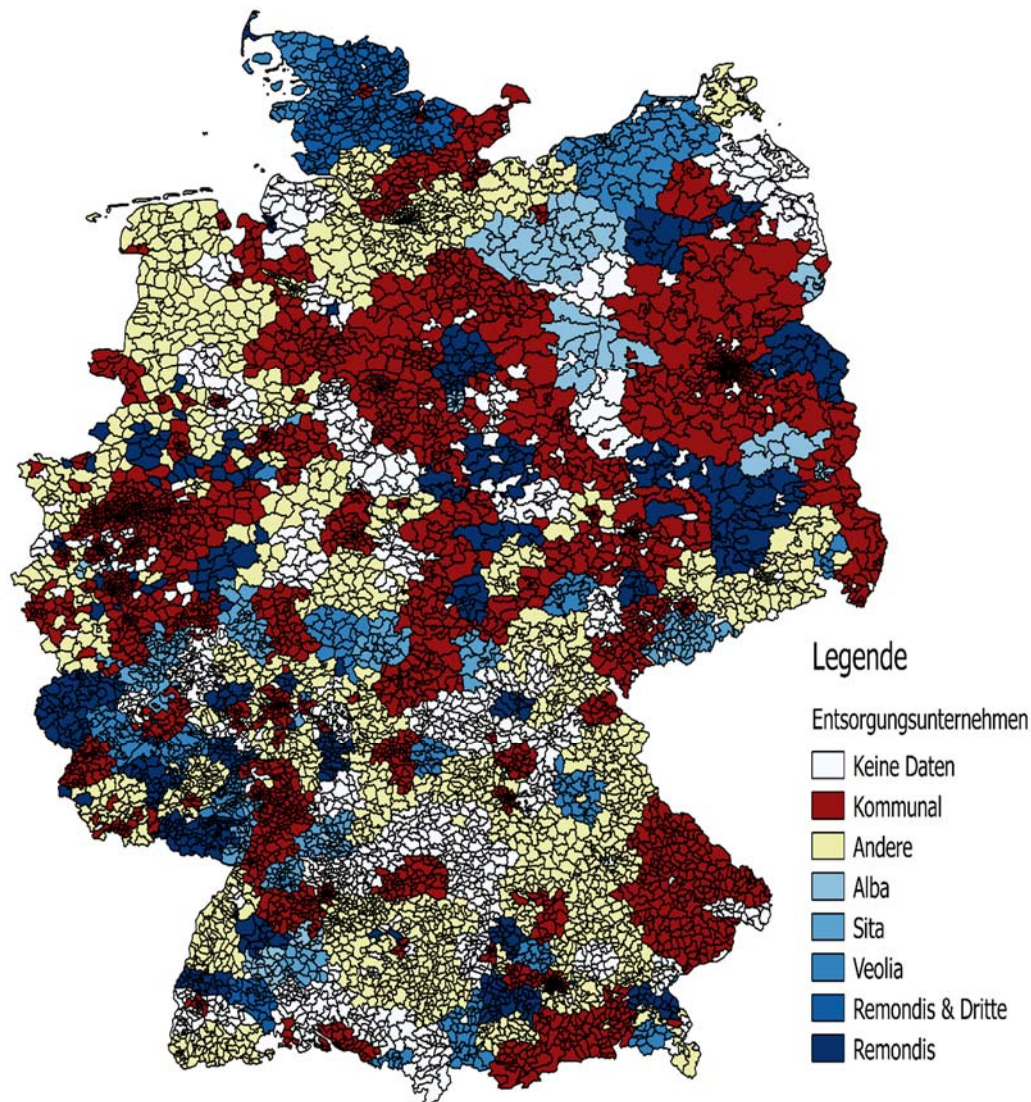 Legende
Entsorgungsunternehmen
Keine Daten
Kommunal
Andere
Alba
Sita
Veolia
Remondis & Dritte
Remondis